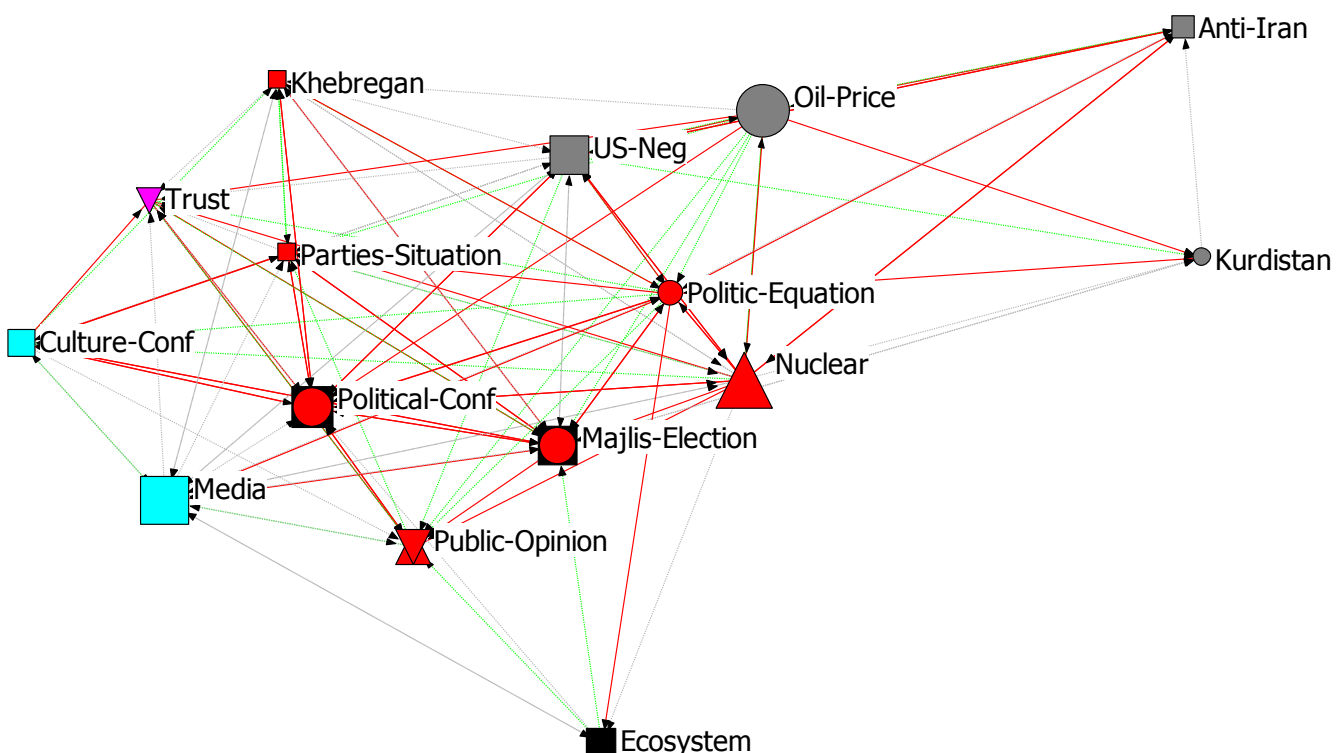 Anti-Iran
Khebregan
Oil-Price
US-Neg
Trust
Parties-Situation
Kurdistan
Politic-Equation
Culture-Conf
Nuclear
Political-Conf
Majlis-Election
Media
Public-Opinion
Ecosystem